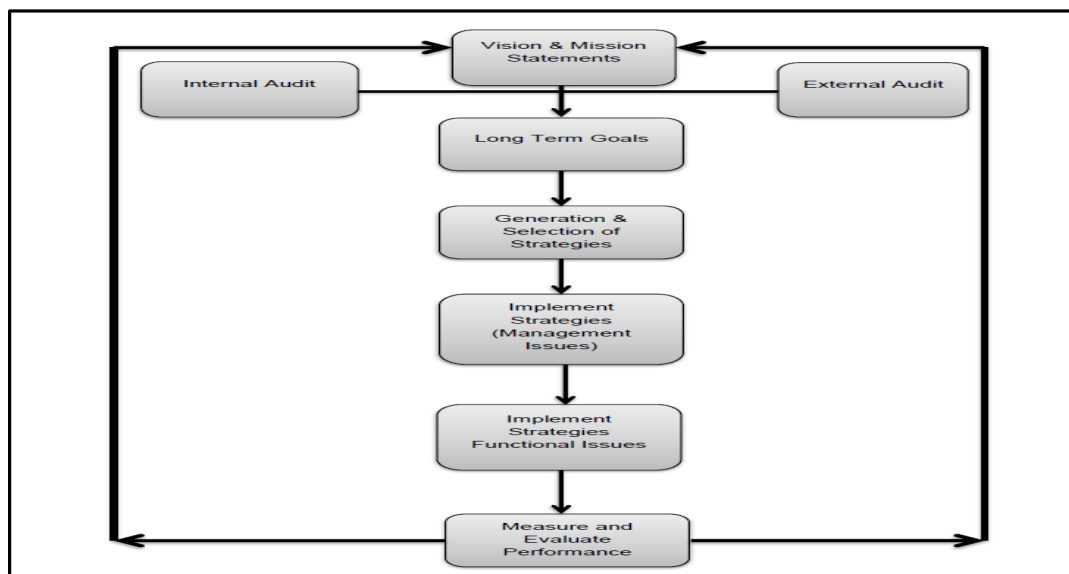 Vision & Mission
Statements
Internal Audit
External Audit
Long Term Goals
Generation &
Selection of
Strategies
Implement
Strategies
(Management
Issues)
Implement
Strategies
Functional Issues
Measure and
Evaluate
Performance